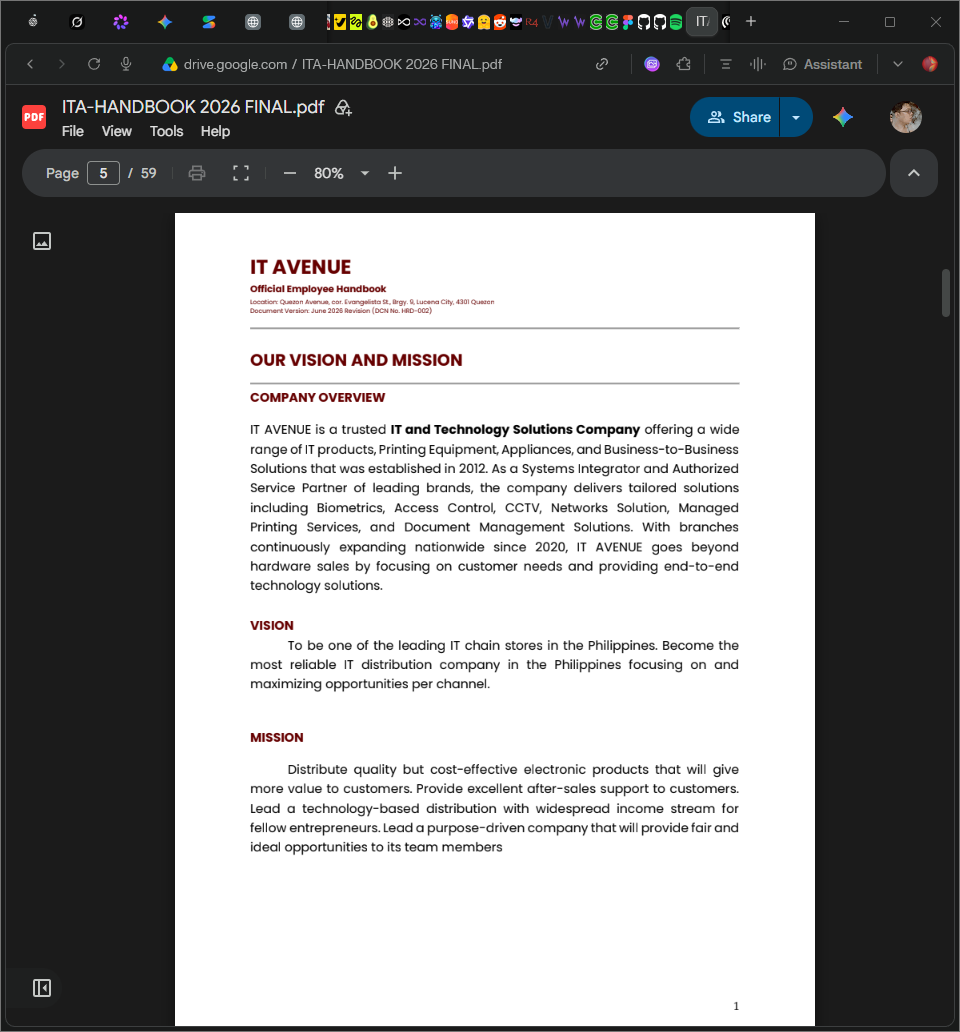 drive.google.com / ITA-HANDBOOK 2026 FINAL.pdf
Assistant
PDF
ITA-HANDBOOK 2026 FINAL.pdf
File View Tools Help
Share
Page 5 / 59
80%
IT AVENUE
Official Employee Handbook
Location: Quezon Avenue, cor. Evangelista St., Brgy. 9, Lucena City, 4301 Quezon
Document Version: June 2026 Revision (DCN No. HRD-002)
OUR VISION AND MISSION
COMPANY OVERVIEW
IT AVENUE is a trusted IT and Technology Solutions Company offering a wide
range of IT products, Printing Equipment, Appliances, and Business-to-Business
Solutions that was established in 2012. As a Systems Integrator and Authorized
Service Partner of leading brands, the company delivers tailored solutions
including Biometrics, Access Control, CCTV, Networks Solution, Managed
Printing Services, and Document Management Solutions. With branches
continuously expanding nationwide since 2020, IT AVENUE goes beyond
hardware sales by focusing on customer needs and providing end-to-end
technology solutions.
VISION
To be one of the leading IT chain stores in the Philippines. Become the
most reliable IT distribution company in the Philippines focusing on and
maximizing opportunities per channel.
MISSION
Distribute quality but cost-effective electronic products that will give
more value to customers. Provide excellent after-sales support to customers.
Lead a technology-based distribution with widespread income stream for
fellow entrepreneurs. Lead a purpose-driven company that will provide fair and
ideal opportunities to its team members
1